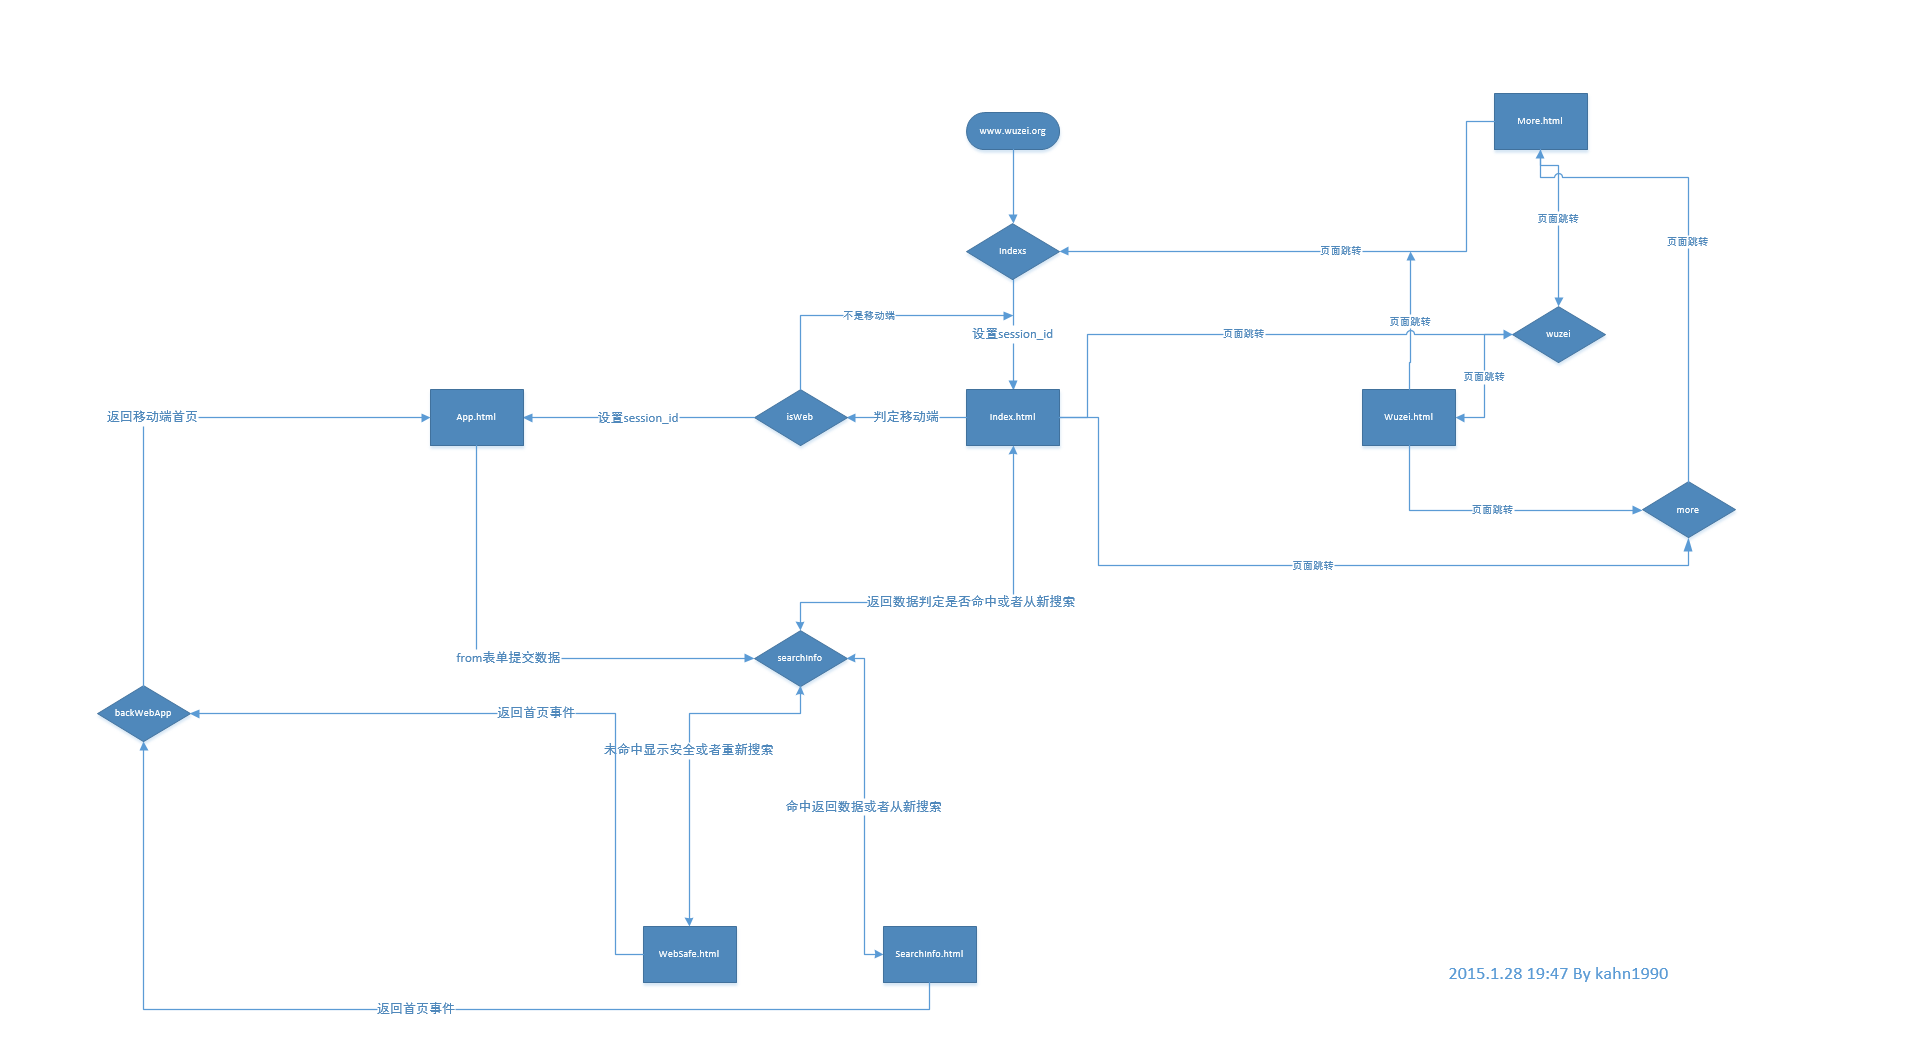 More.html
www.wuzei.org
页面跳转
页面跳转
Indexs
页面跳转
不是移动端
页面跳转
设置session_id
页面跳转
wuzei
页面跳转
返回移动端首页
App.html
设置session_id
isWeb
判定移动端
Index.html
Wuzei.html
页面跳转
more
页面跳转
返回数据判定是否命中或者从新搜索
from表单提交数据
searchInfo
backWebApp
返回首页事件
未命中显示安全或者重新搜索
命中返回数据或者从新搜索
WebSafe.html
SearchInfo.html
2015.1.28 19:47 By kahn1990
返回首页事件